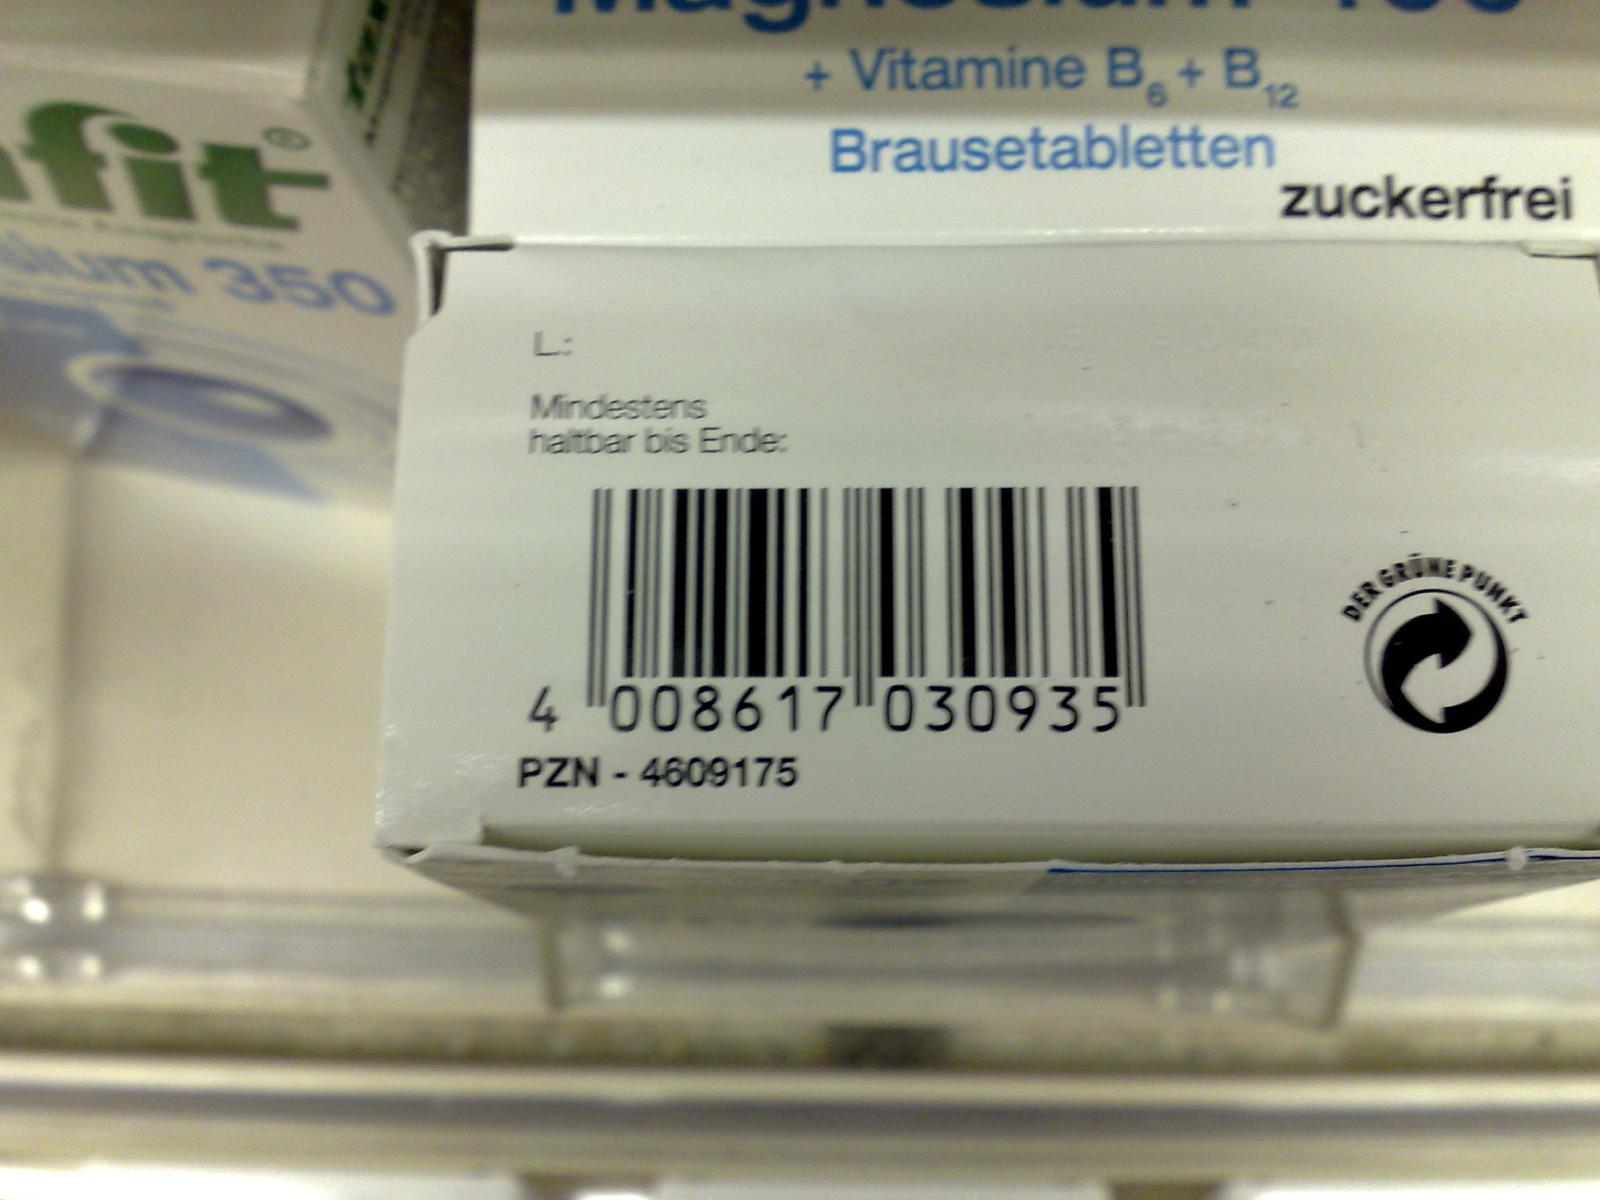 + Vitamine B6 + B12
Brausetabletten
zuckerfrei
fit®
350
L.:
Mindestens
haltbar bis Ende:
4 008617 030935
PZN - 4609175
DER GRÜNE PUNKT